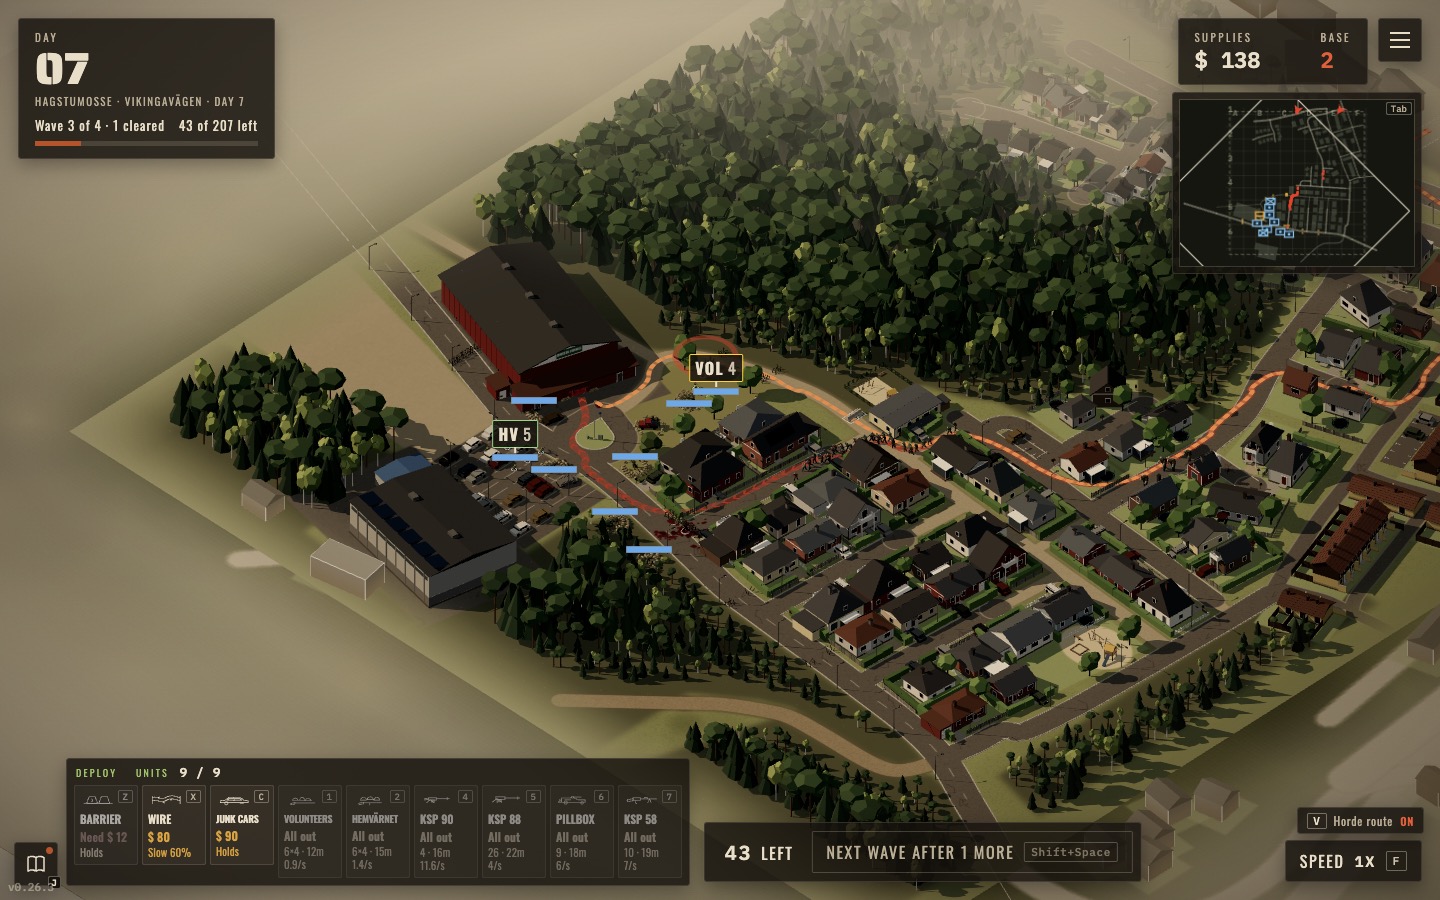 DAY
07
HAGSTUMOSSE · VIKINGAVÄGEN · DAY 7
Wave 3 of 4 · 1 cleared 43 of 207 left
SUPPLIES BASE
$ 138 2
Tab
VOL 4
HV 5
DEPLOY UNITS 9 / 9
Z
BARRIER
Need $ 12
Holds
X
WIRE
$ 80
Slow 60%
C
JUNK CARS
$ 90
Holds
1
VOLUNTEERS
All out
6×4 · 12m
0.9/s
2
HEMVÄRNET
All out
6×4 · 15m
1.4/s
4
KSP 90
All out
4 · 16m
11.6/s
5
KSP 88
All out
26 · 22m
4/s
6
PILLBOX
All out
9 · 18m
6/s
7
KSP 58
All out
10 · 19m
7/s
J
43 LEFT
NEXT WAVE AFTER 1 MORE Shift+Space
V Horde route ON
SPEED 1X F